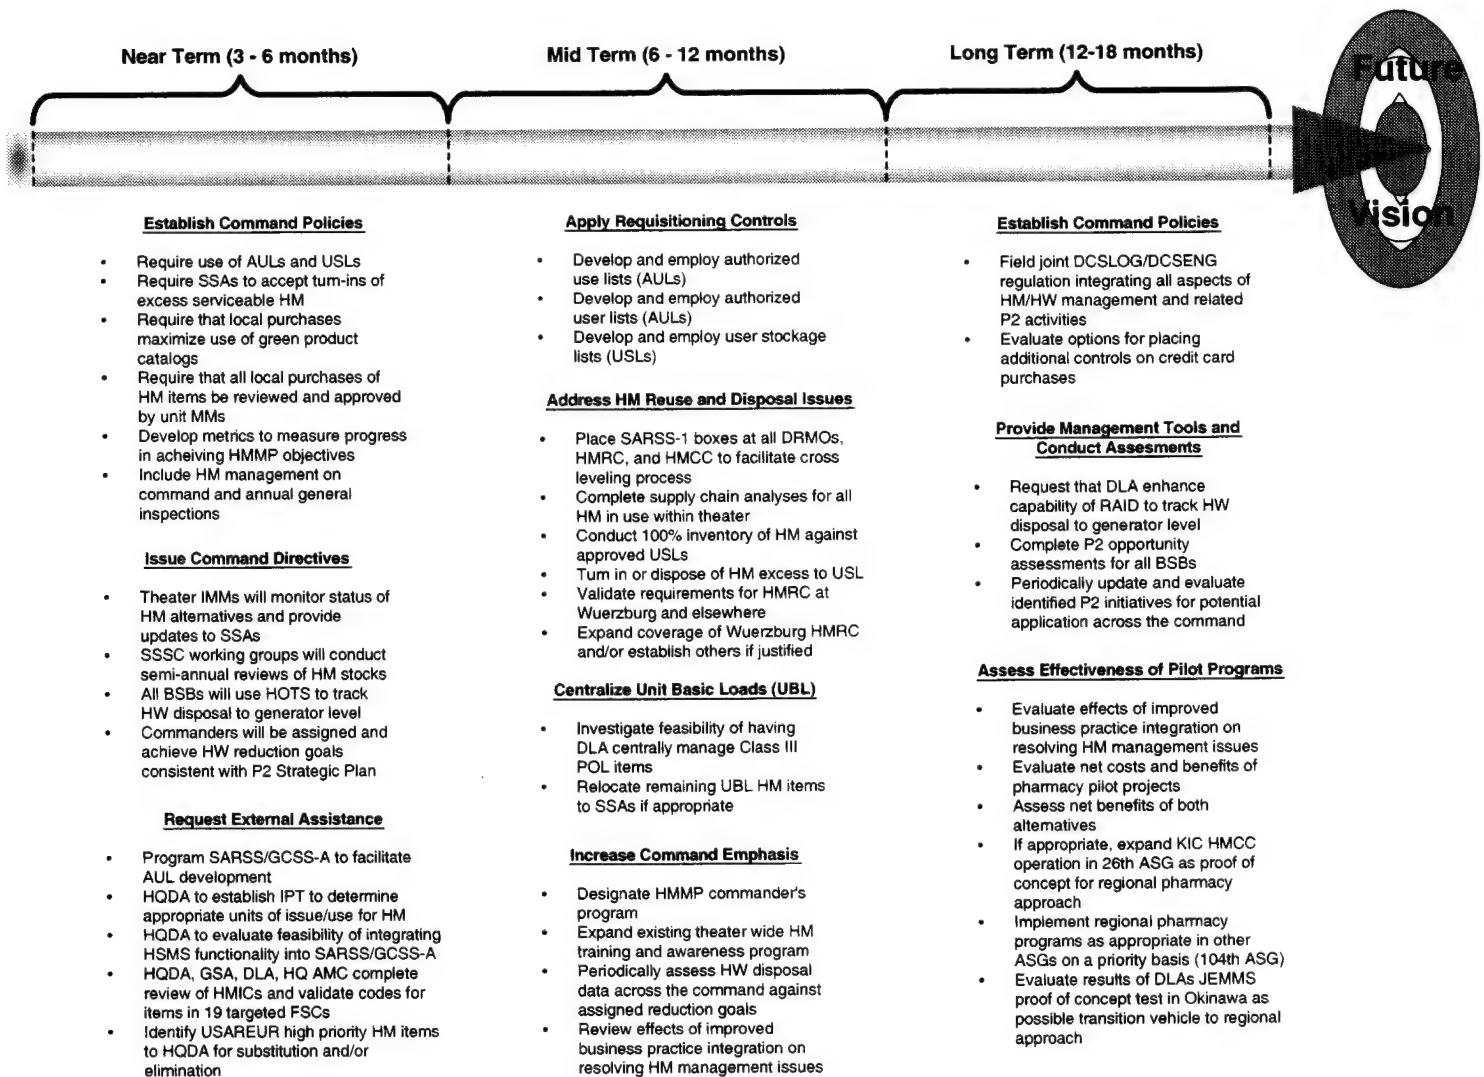 Near Term (3 - 6 months)
Mid Term (6 - 12 months)
Long Term (12-18 months)
Future
Vision
Establish Command Policies
• Require use of AULs and USLs
• Require SSAs to accept turn-ins of
excess serviceable HM
• Require that local purchases
maximize use of green product
catalogs
• Require that all local purchases of
HM items be reviewed and approved
by unit MMs
• Develop metrics to measure progress
in acheiving HMMP objectives
• Include HM management on
command and annual general
inspections
Issue Command Directives
• Theater IMMs will monitor status of
HM alternatives and provide
updates to SSAs
• SSSC working groups will conduct
semi-annual reviews of HM stocks
• All BSBs will use HOTS to track
HW disposal to generator level
• Commanders will be assigned and
achieve HW reduction goals
consistent with P2 Strategic Plan
Request External Assistance
• Program SARSS/GCSS-A to facilitate
AUL development
• HQDA to establish IPT to determine
appropriate units of issue/use for HM
• HQDA to evaluate feasibility of integrating
HSMS functionality into SARSS/GCSS-A
• HQDA, GSA, DLA, HQ AMC complete
review of HMICs and validate codes for
items in 19 targeted FSCs
• Identify USAREUR high priority HM items
to HQDA for substitution and/or
elimination
Apply Requisitioning Controls
• Develop and employ authorized
use lists (AULs)
• Develop and employ authorized
user lists (AULs)
• Develop and employ user stockage
lists (USLs)
Address HM Reuse and Disposal Issues
• Place SARSS-1 boxes at all DRMOs,
HMRC, and HMCC to facilitate cross
leveling process
• Complete supply chain analyses for all
HM in use within theater
• Conduct 100% inventory of HM against
approved USLs
• Turn in or dispose of HM excess to USL
• Validate requirements for HMRC at
Wuerzburg and elsewhere
• Expand coverage of Wuerzburg HMRC
and/or establish others if justified
Centralize Unit Basic Loads (UBL)
• Investigate feasibility of having
DLA centrally manage Class III
POL items
• Relocate remaining UBL HM items
to SSAs if appropriate
Increase Command Emphasis
• Designate HMMP commander's
program
• Expand existing theater wide HM
training and awareness program
• Periodically assess HW disposal
data across the command against
assigned reduction goals
• Review effects of improved
business practice integration on
resolving HM management issues
Establish Command Policies
• Field joint DCSLOG/DCSENG
regulation integrating all aspects of
HM/HW management and related
P2 activities
• Evaluate options for placing
additional controls on credit card
purchases
Provide Management Tools and
Conduct Assesments
• Request that DLA enhance
capability of RAID to track HW
disposal to generator level
• Complete P2 opportunity
assessments for all BSBs
• Periodically update and evaluate
identified P2 initiatives for potential
application across the command
Assess Effectiveness of Pilot Programs
• Evaluate effects of improved
business practice integration on
resolving HM management issues
• Evaluate net costs and benefits of
pharmacy pilot projects
• Assess net benefits of both
alternatives
• If appropriate, expand KIC HMCC
operation in 26th ASG as proof of
concept for regional pharmacy
approach
• Implement regional pharmacy
programs as appropriate in other
ASGs on a priority basis (104th ASG)
• Evaluate results of DLAs JEMMS
proof of concept test in Okinawa as
possible transition vehicle to regional
approach